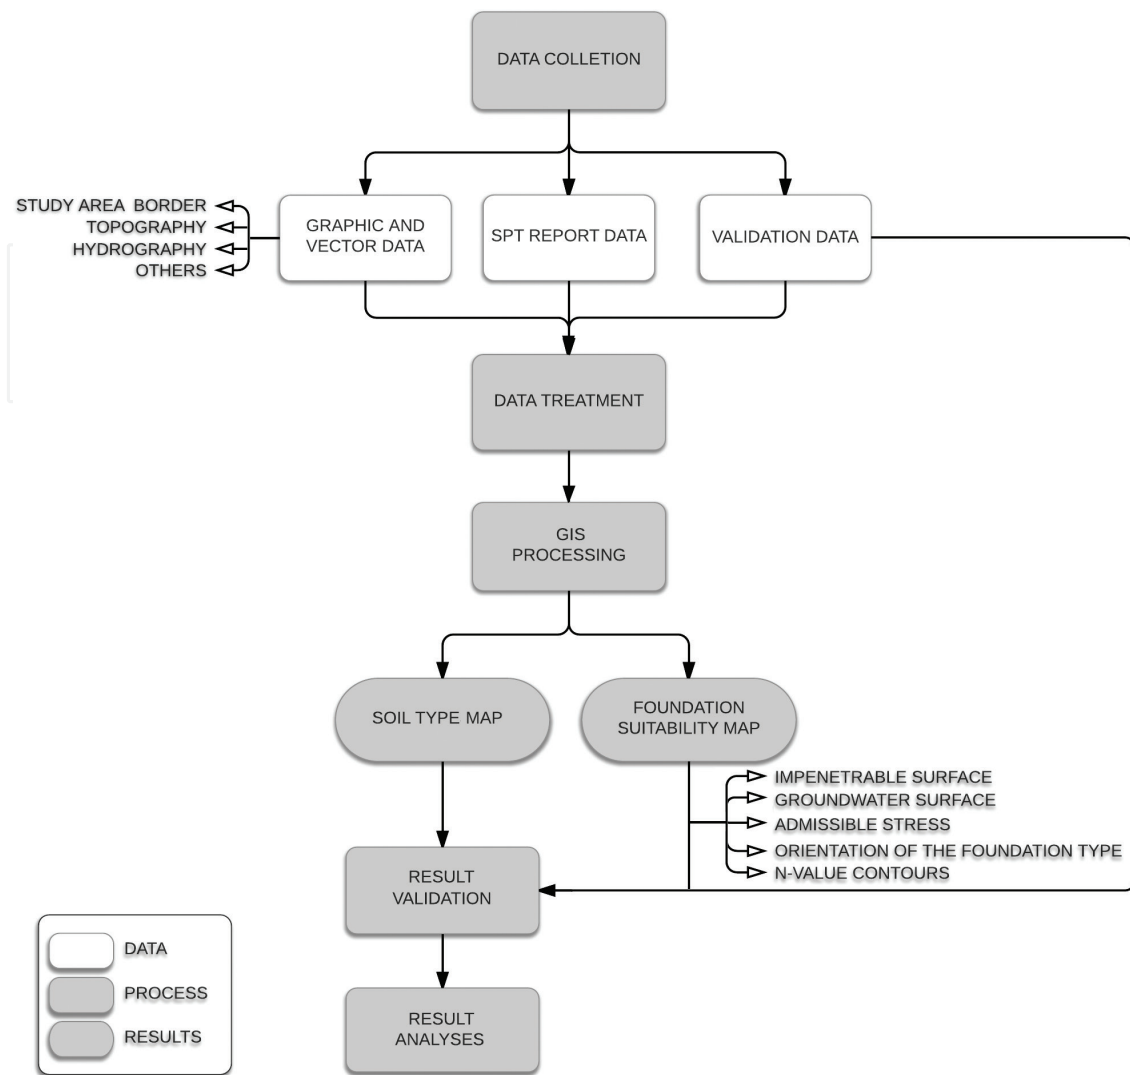 DATA COLLETION
STUDY AREA BORDER
TOPOGRAPHY
HYDROGRAPHY
OTHERS
GRAPHIC AND
VECTOR DATA
SPT REPORT DATA
VALIDATION DATA
DATA TREATMENT
GIS
PROCESSING
SOIL TYPE MAP
FOUNDATION
SUITABILITY MAP
IMPENETRABLE SURFACE
GROUNDWATER SURFACE
ADMISSIBLE STRESS
ORIENTATION OF THE FOUNDATION TYPE
N-VALUE CONTOURS
RESULT
VALIDATION
RESULT
ANALYSES
DATA
PROCESS
RESULTS